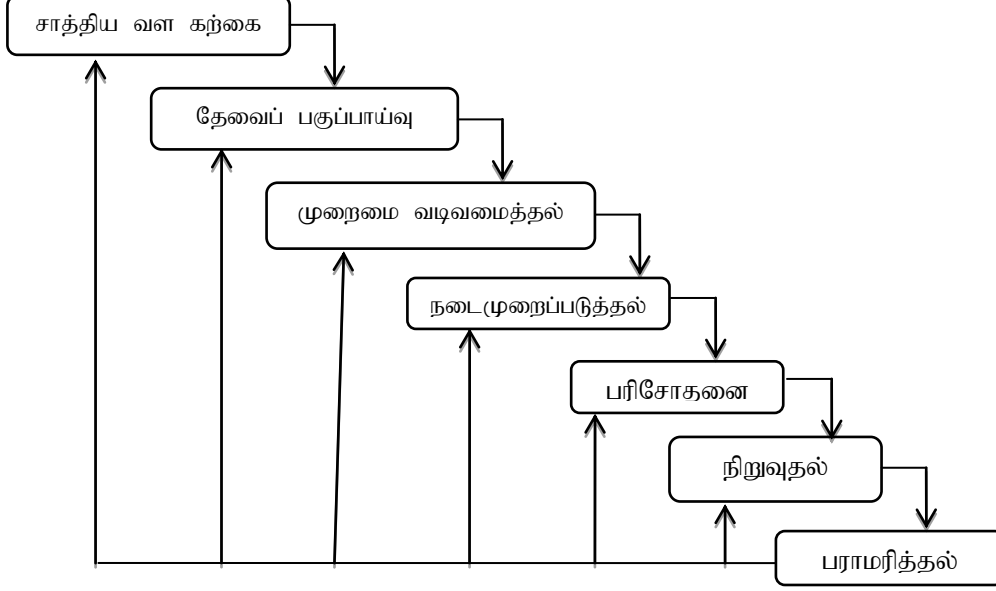 சாத்திய வள கற்கை
தேவைப் பகுப்பாய்வு
முறைமை வடிவமைத்தல்
நடைமுறைப்படுத்தல்
பரிசோதனை
நிறுவுதல்
பராமரித்தல்